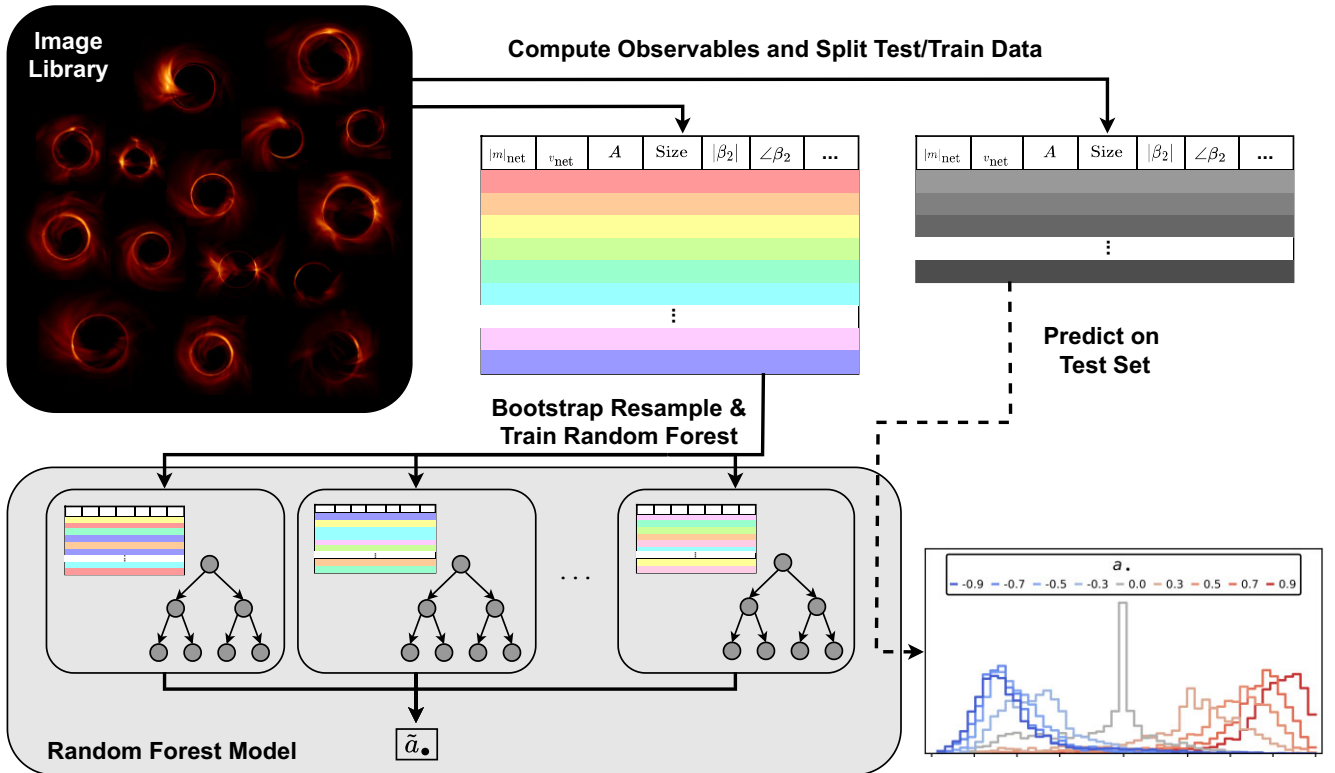 Image
Library
Compute Observables and Split Test/Train Data
|m|net vnet A Size |β2| ∠β2 ...
|m|net vnet A Size |β2| ∠β2 ...
⋮
⋮
Predict on
Test Set
Bootstrap Resample &
Train Random Forest
⋮
⋮
⋮
. . .
a•
-0.9 -0.7 -0.5 -0.3 0.0 0.3 0.5 0.7 0.9
ã•
Random Forest Model